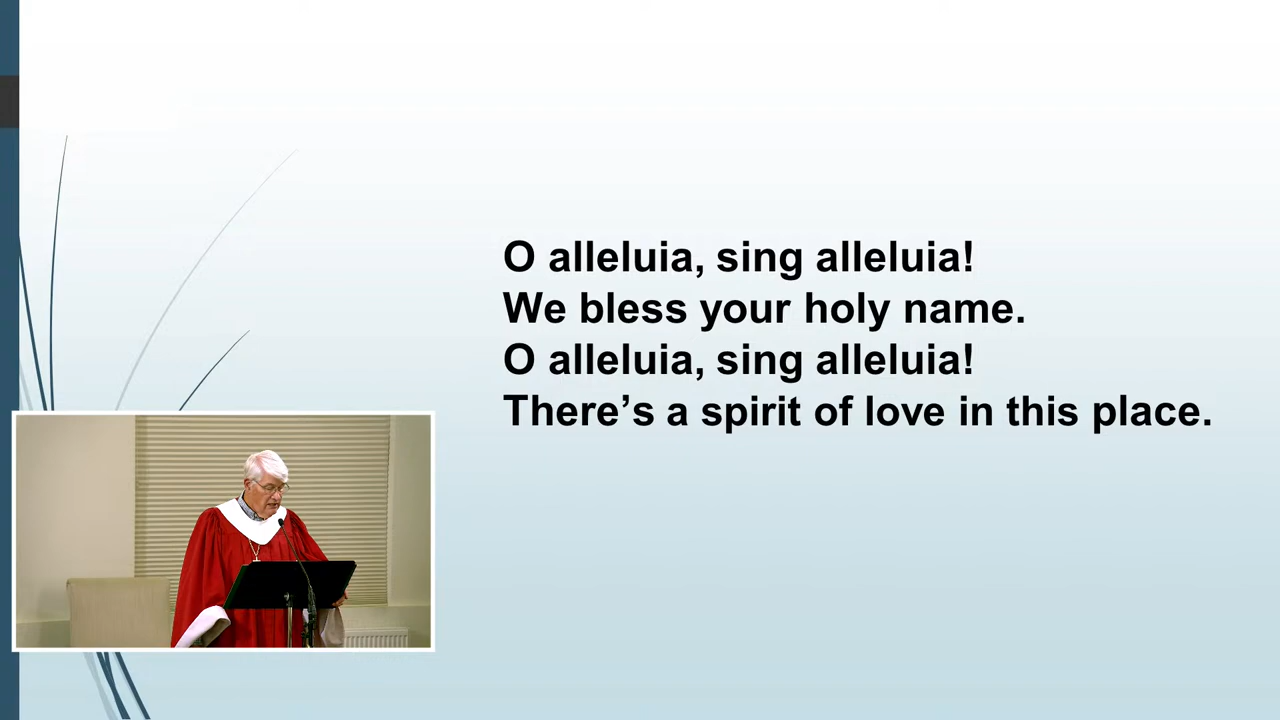 O alleluia, sing alleluia!
We bless your holy name.
O alleluia, sing alleluia!
There’s a spirit of love in this place.